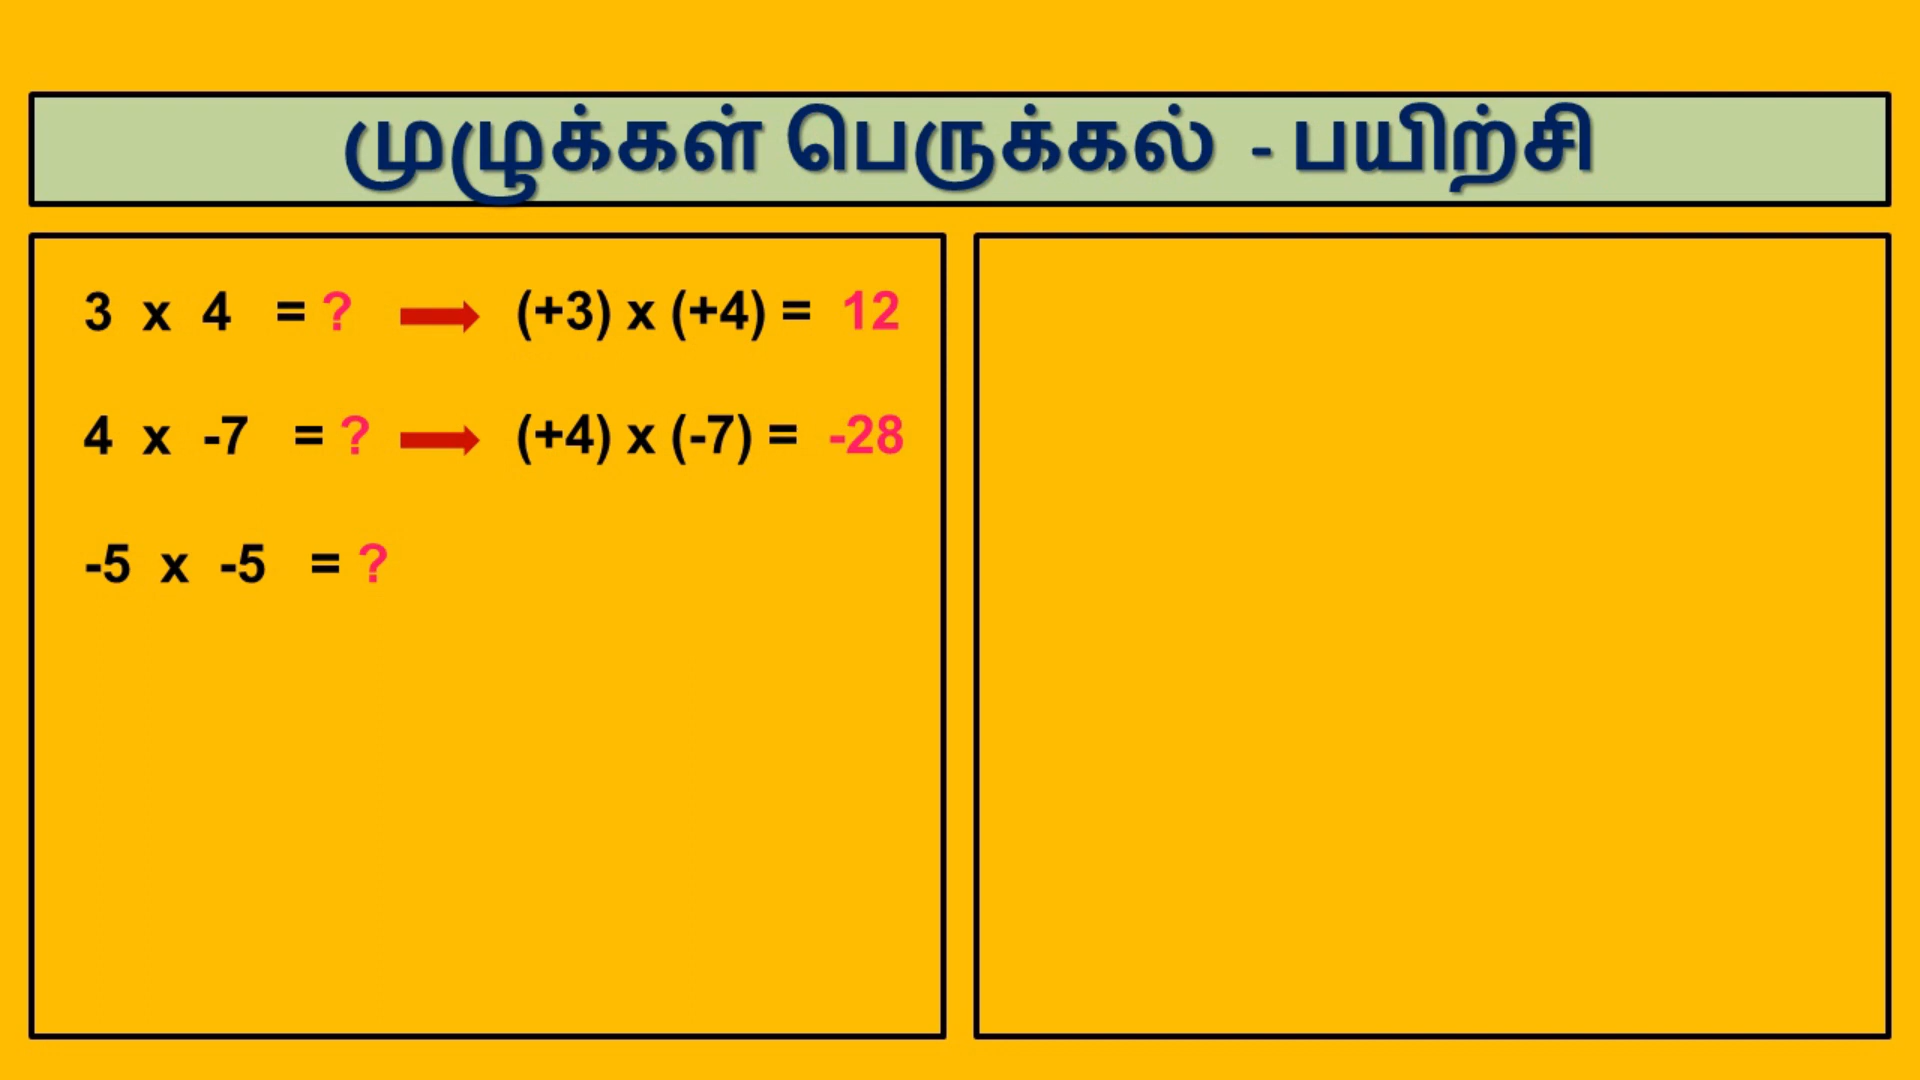 முழுக்கள் பெருக்கல் - பயிற்சி
3 x 4 = ? (+3) x (+4) = 12
4 x -7 = ? (+4) x (-7) = -28
-5 x -5 = ?